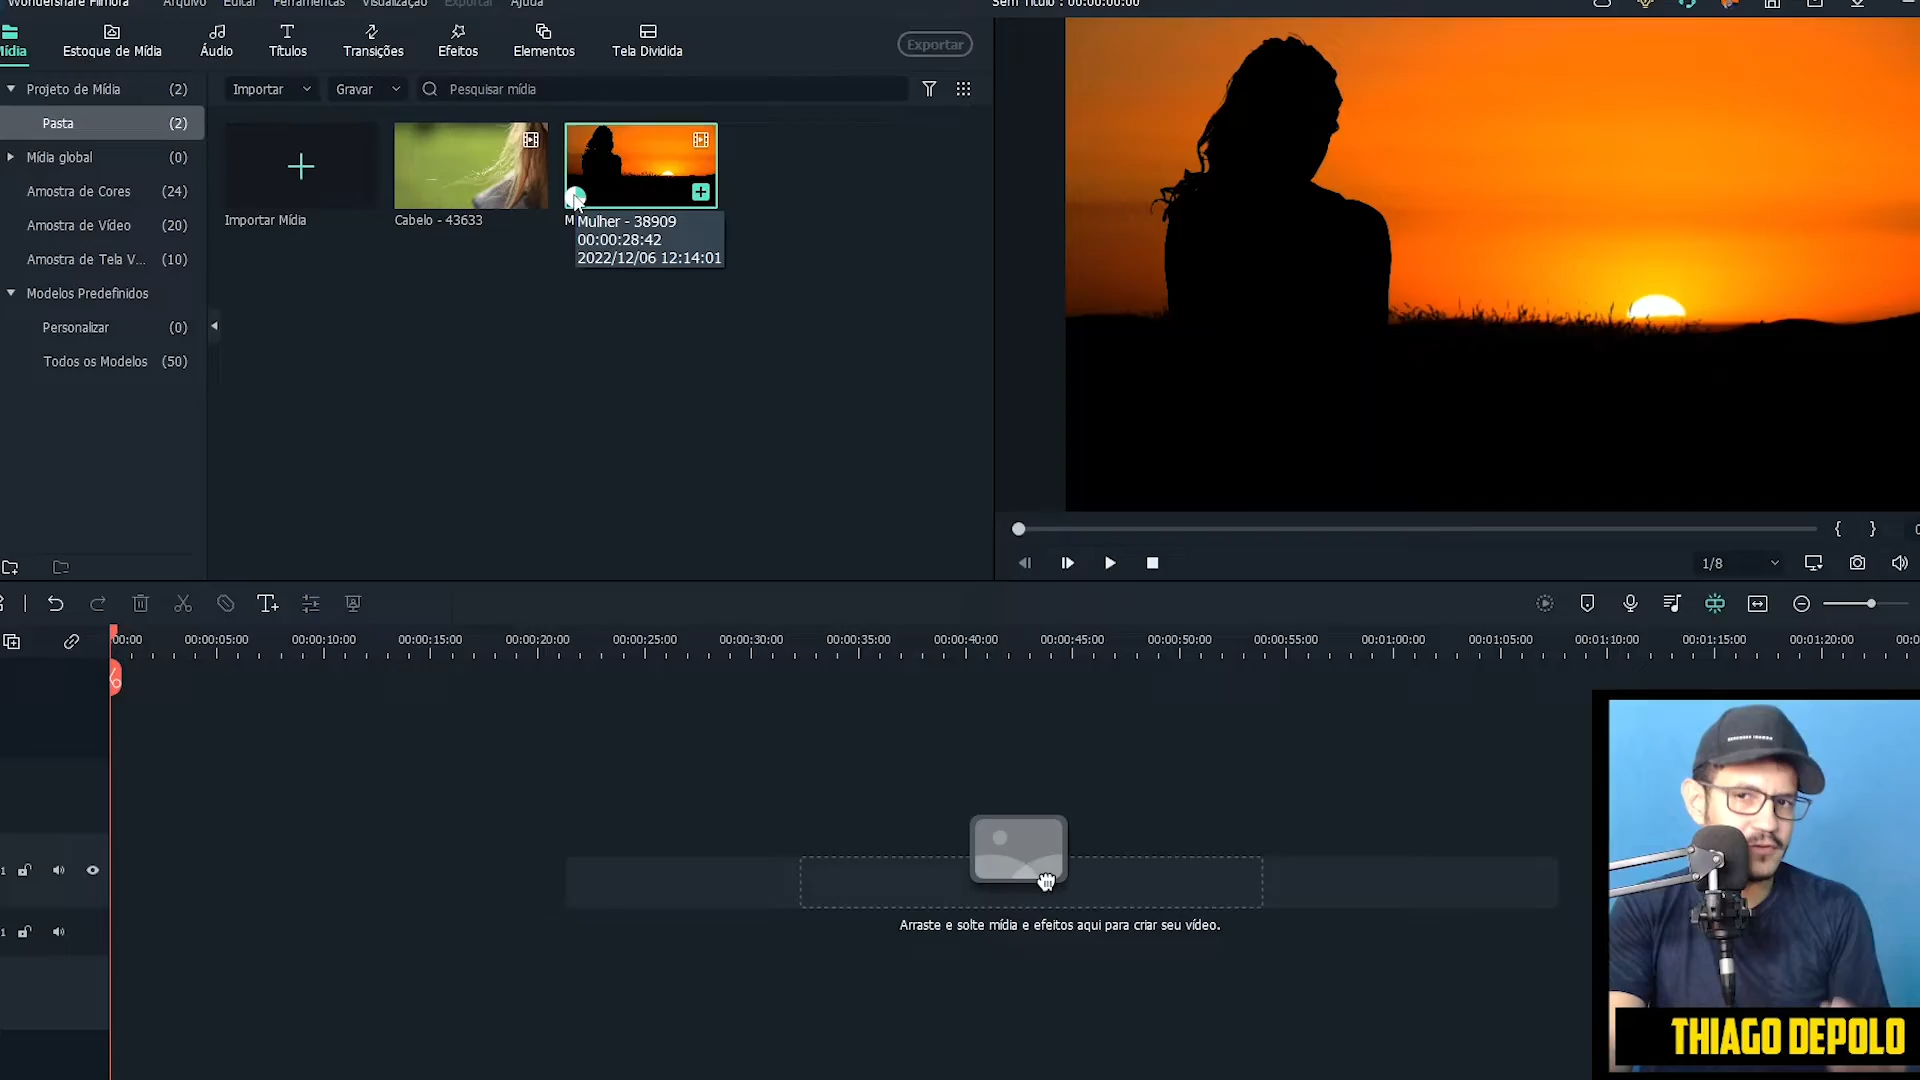 Wondershare Filmora
Arquivo
Editar
Ferramentas
Visualização
Exportar
Ajuda
Sem Título : 00:00:00:00
Mídia
Estoque de Mídia
Áudio
Títulos
Transições
Efeitos
Elementos
Tela Dividida
Exportar
Projeto de Mídia (2)
Pasta (2)
Mídia global (0)
Amostra de Cores (24)
Amostra de Vídeo (20)
Amostra de Tela V... (10)
Modelos Predefinidos
Personalizar (0)
Todos os Modelos (50)
Importar
Gravar
Pesquisar mídia
Importar Mídia
Cabelo - 43633
M
Mulher - 38909
00:00:28:42
2022/12/06 12:14:01
1/8
00:00
00:00:05:00
00:00:10:00
00:00:15:00
00:00:20:00
00:00:25:00
00:00:30:00
00:00:35:00
00:00:40:00
00:00:45:00
00:00:50:00
00:00:55:00
00:01:00:00
00:01:05:00
00:01:10:00
00:01:15:00
00:01:20:00
00:0
1
1
Arraste e solte mídia e efeitos aqui para criar seu vídeo.
THIAGO DEPOLO